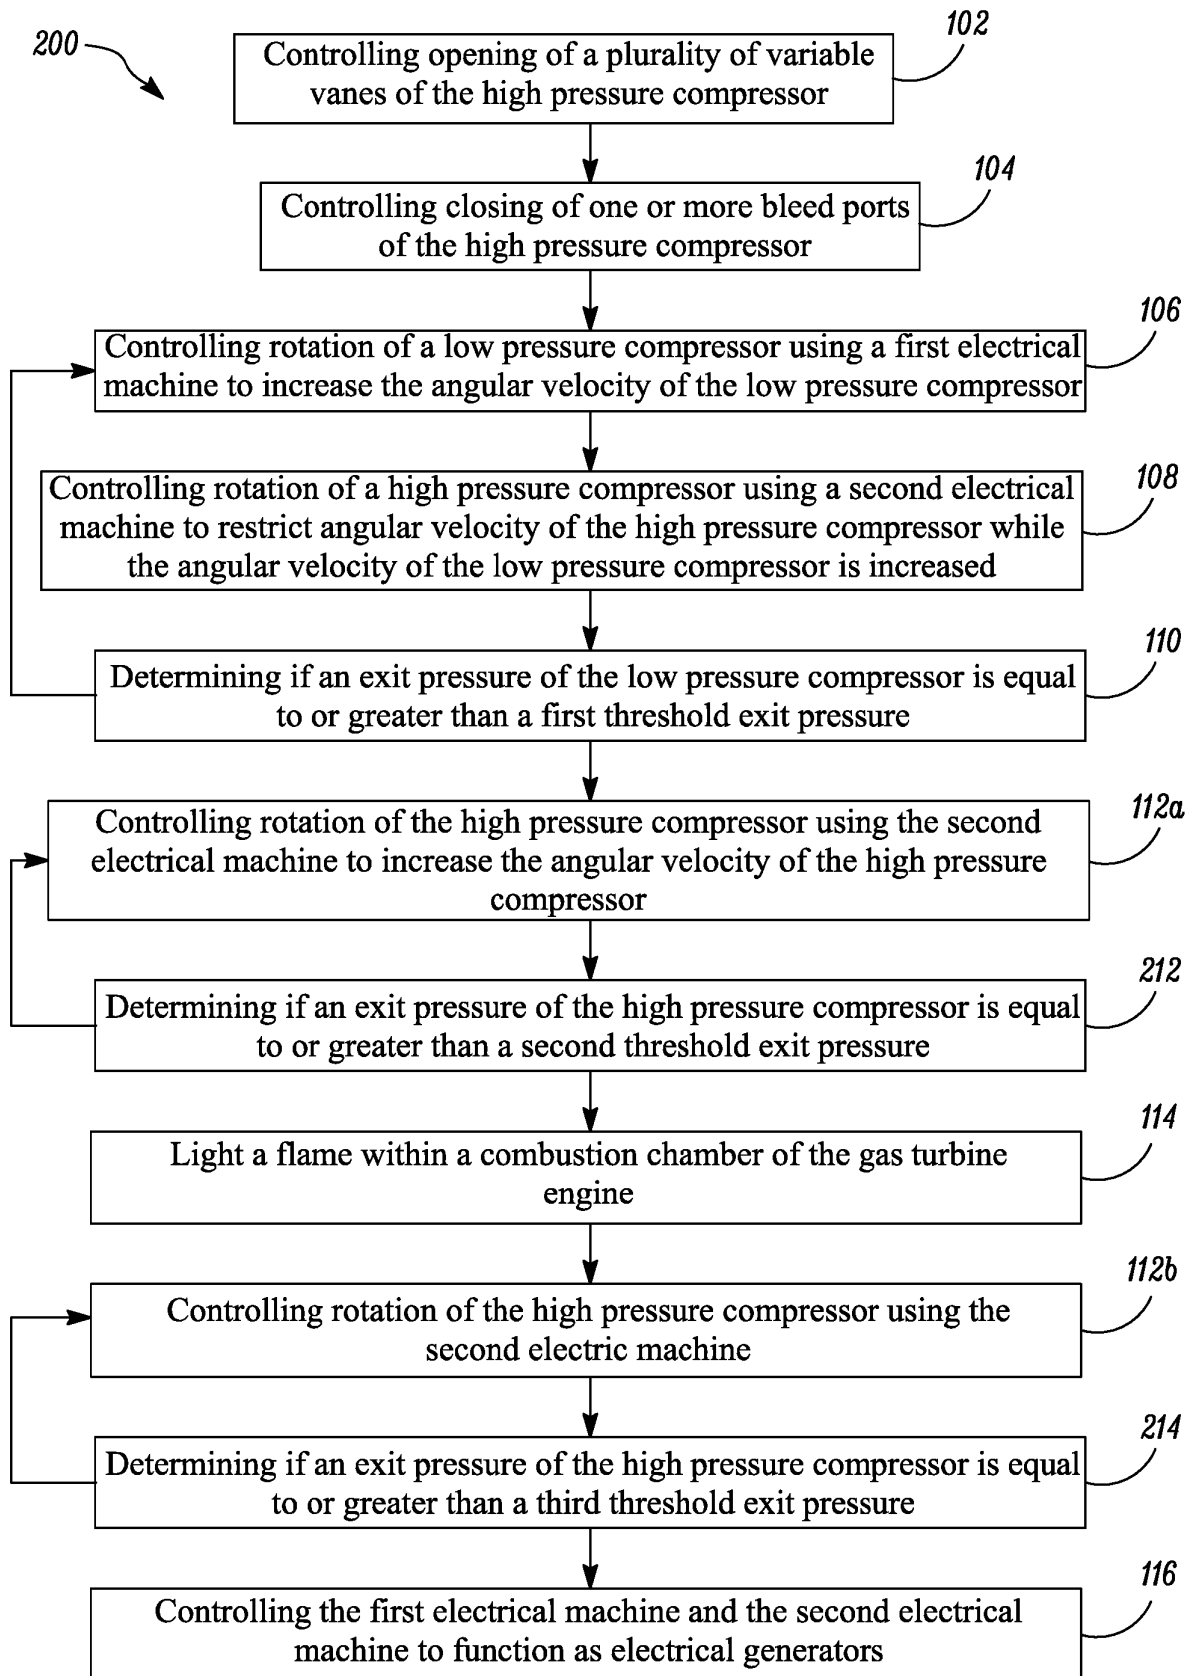 200
102
Controlling opening of a plurality of variable
vanes of the high pressure compressor
104
Controlling closing of one or more bleed ports
of the high pressure compressor
106
Controlling rotation of a low pressure compressor using a first electrical
machine to increase the angular velocity of the low pressure compressor
108
Controlling rotation of a high pressure compressor using a second electrical
machine to restrict angular velocity of the high pressure compressor while
the angular velocity of the low pressure compressor is increased
110
Determining if an exit pressure of the low pressure compressor is equal
to or greater than a first threshold exit pressure
112a
Controlling rotation of the high pressure compressor using the second
electrical machine to increase the angular velocity of the high pressure
compressor
212
Determining if an exit pressure of the high pressure compressor is equal
to or greater than a second threshold exit pressure
114
Light a flame within a combustion chamber of the gas turbine
engine
112b
Controlling rotation of the high pressure compressor using the
second electric machine
214
Determining if an exit pressure of the high pressure compressor is equal
to or greater than a third threshold exit pressure
116
Controlling the first electrical machine and the second electrical
machine to function as electrical generators